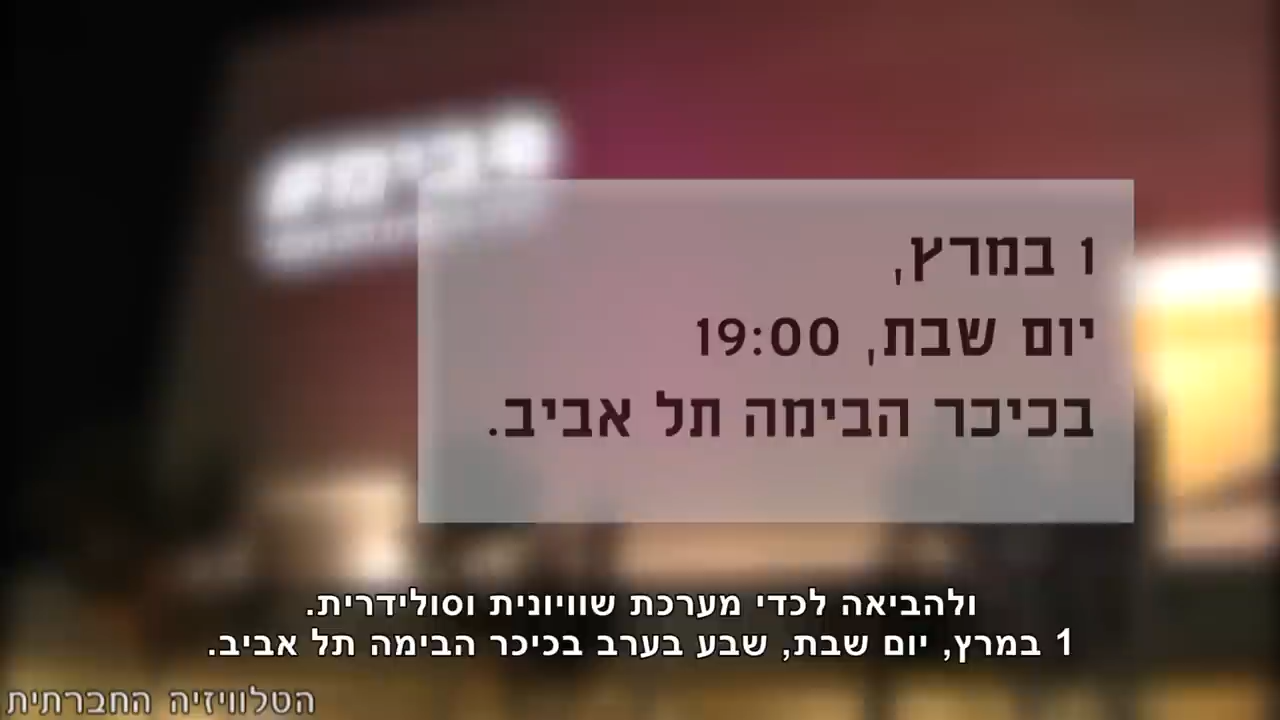 הבימה
1 במרץ,
יום שבת, 19:00
בכיכר הבימה תל אביב.
ולהביאה לכדי מערכת שוויונית וסולידרית.
1 במרץ, יום שבת, שבע בערב בכיכר הבימה תל אביב.
הטלוויזיה החברתית